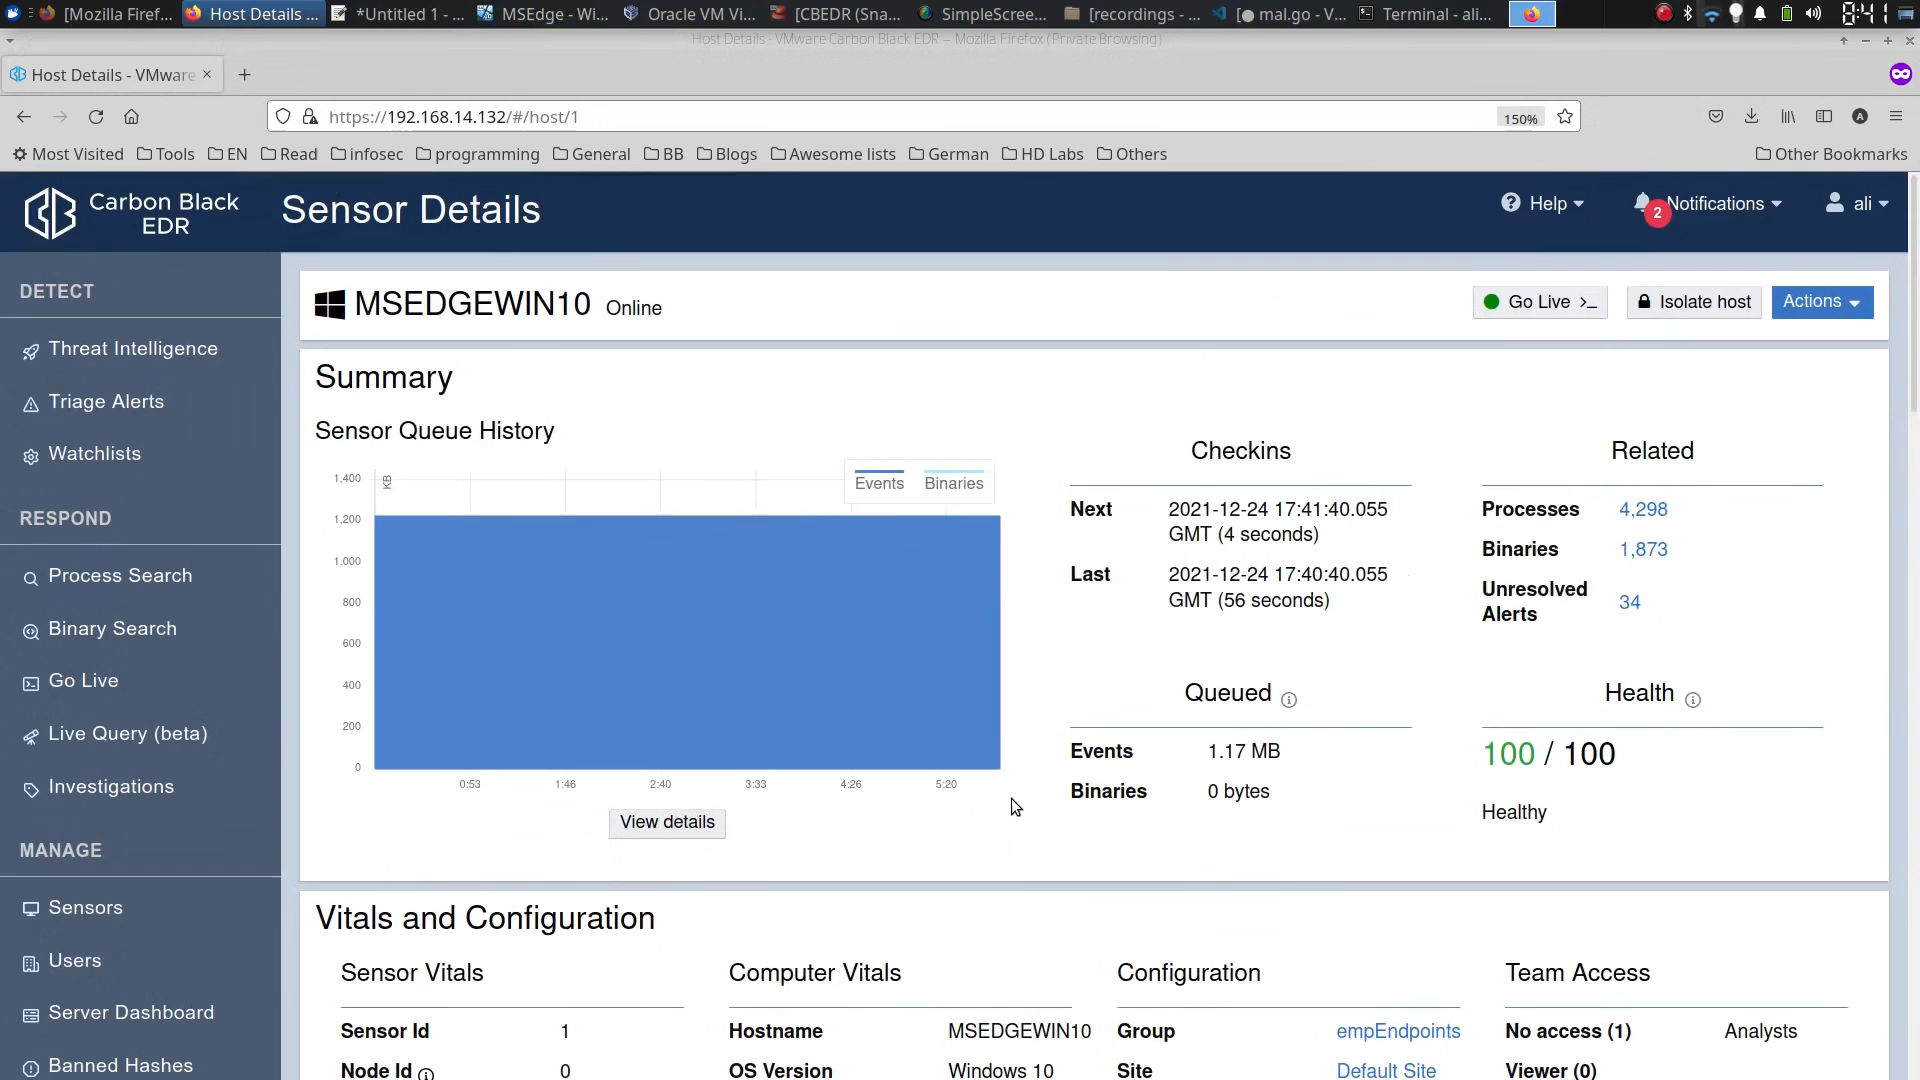 [Mozilla Firef...
Host Details ...
*Untitled 1 - ...
MSEdge - Wi...
Oracle VM Vi...
[CBEDR (Sna...
SimpleScree...
[recordings - ...
[● mal.go - V...
Terminal - ali...
0:41
Host Details - VMware Carbon Black EDR — Mozilla Firefox (Private Browsing)
Host Details - VMware
https://192.168.14.132/#/host/1
150%
Most Visited
Tools
EN
Read
infosec
programming
General
BB
Blogs
Awesome lists
German
HD Labs
Others
Other Bookmarks
Carbon Black
EDR
Sensor Details
Help
2
Notifications
ali
DETECT
Threat Intelligence
Triage Alerts
Watchlists
RESPOND
Process Search
Binary Search
Go Live
Live Query (beta)
Investigations
MANAGE
Sensors
Users
Server Dashboard
Banned Hashes
MSEDGEWIN10 Online
Go Live >_
Isolate host
Actions
Summary
Sensor Queue History
Events
Binaries
KB
1,400
1,200
1,000
800
600
400
200
0
0:53
1:46
2:40
3:33
4:26
5:20
View details
Checkins
Next 2021-12-24 17:41:40.055
GMT (4 seconds)
Last 2021-12-24 17:40:40.055
GMT (56 seconds)
Related
Processes 4,298
Binaries 1,873
Unresolved
Alerts 34
Queued
Events 1.17 MB
Binaries 0 bytes
Health
100 / 100
Healthy
Vitals and Configuration
Sensor Vitals
Sensor Id 1
Node Id 0
Computer Vitals
Hostname MSEDGEWIN10
OS Version Windows 10
Configuration
Group empEndpoints
Site Default Site
Team Access
No access (1) Analysts
Viewer (0)